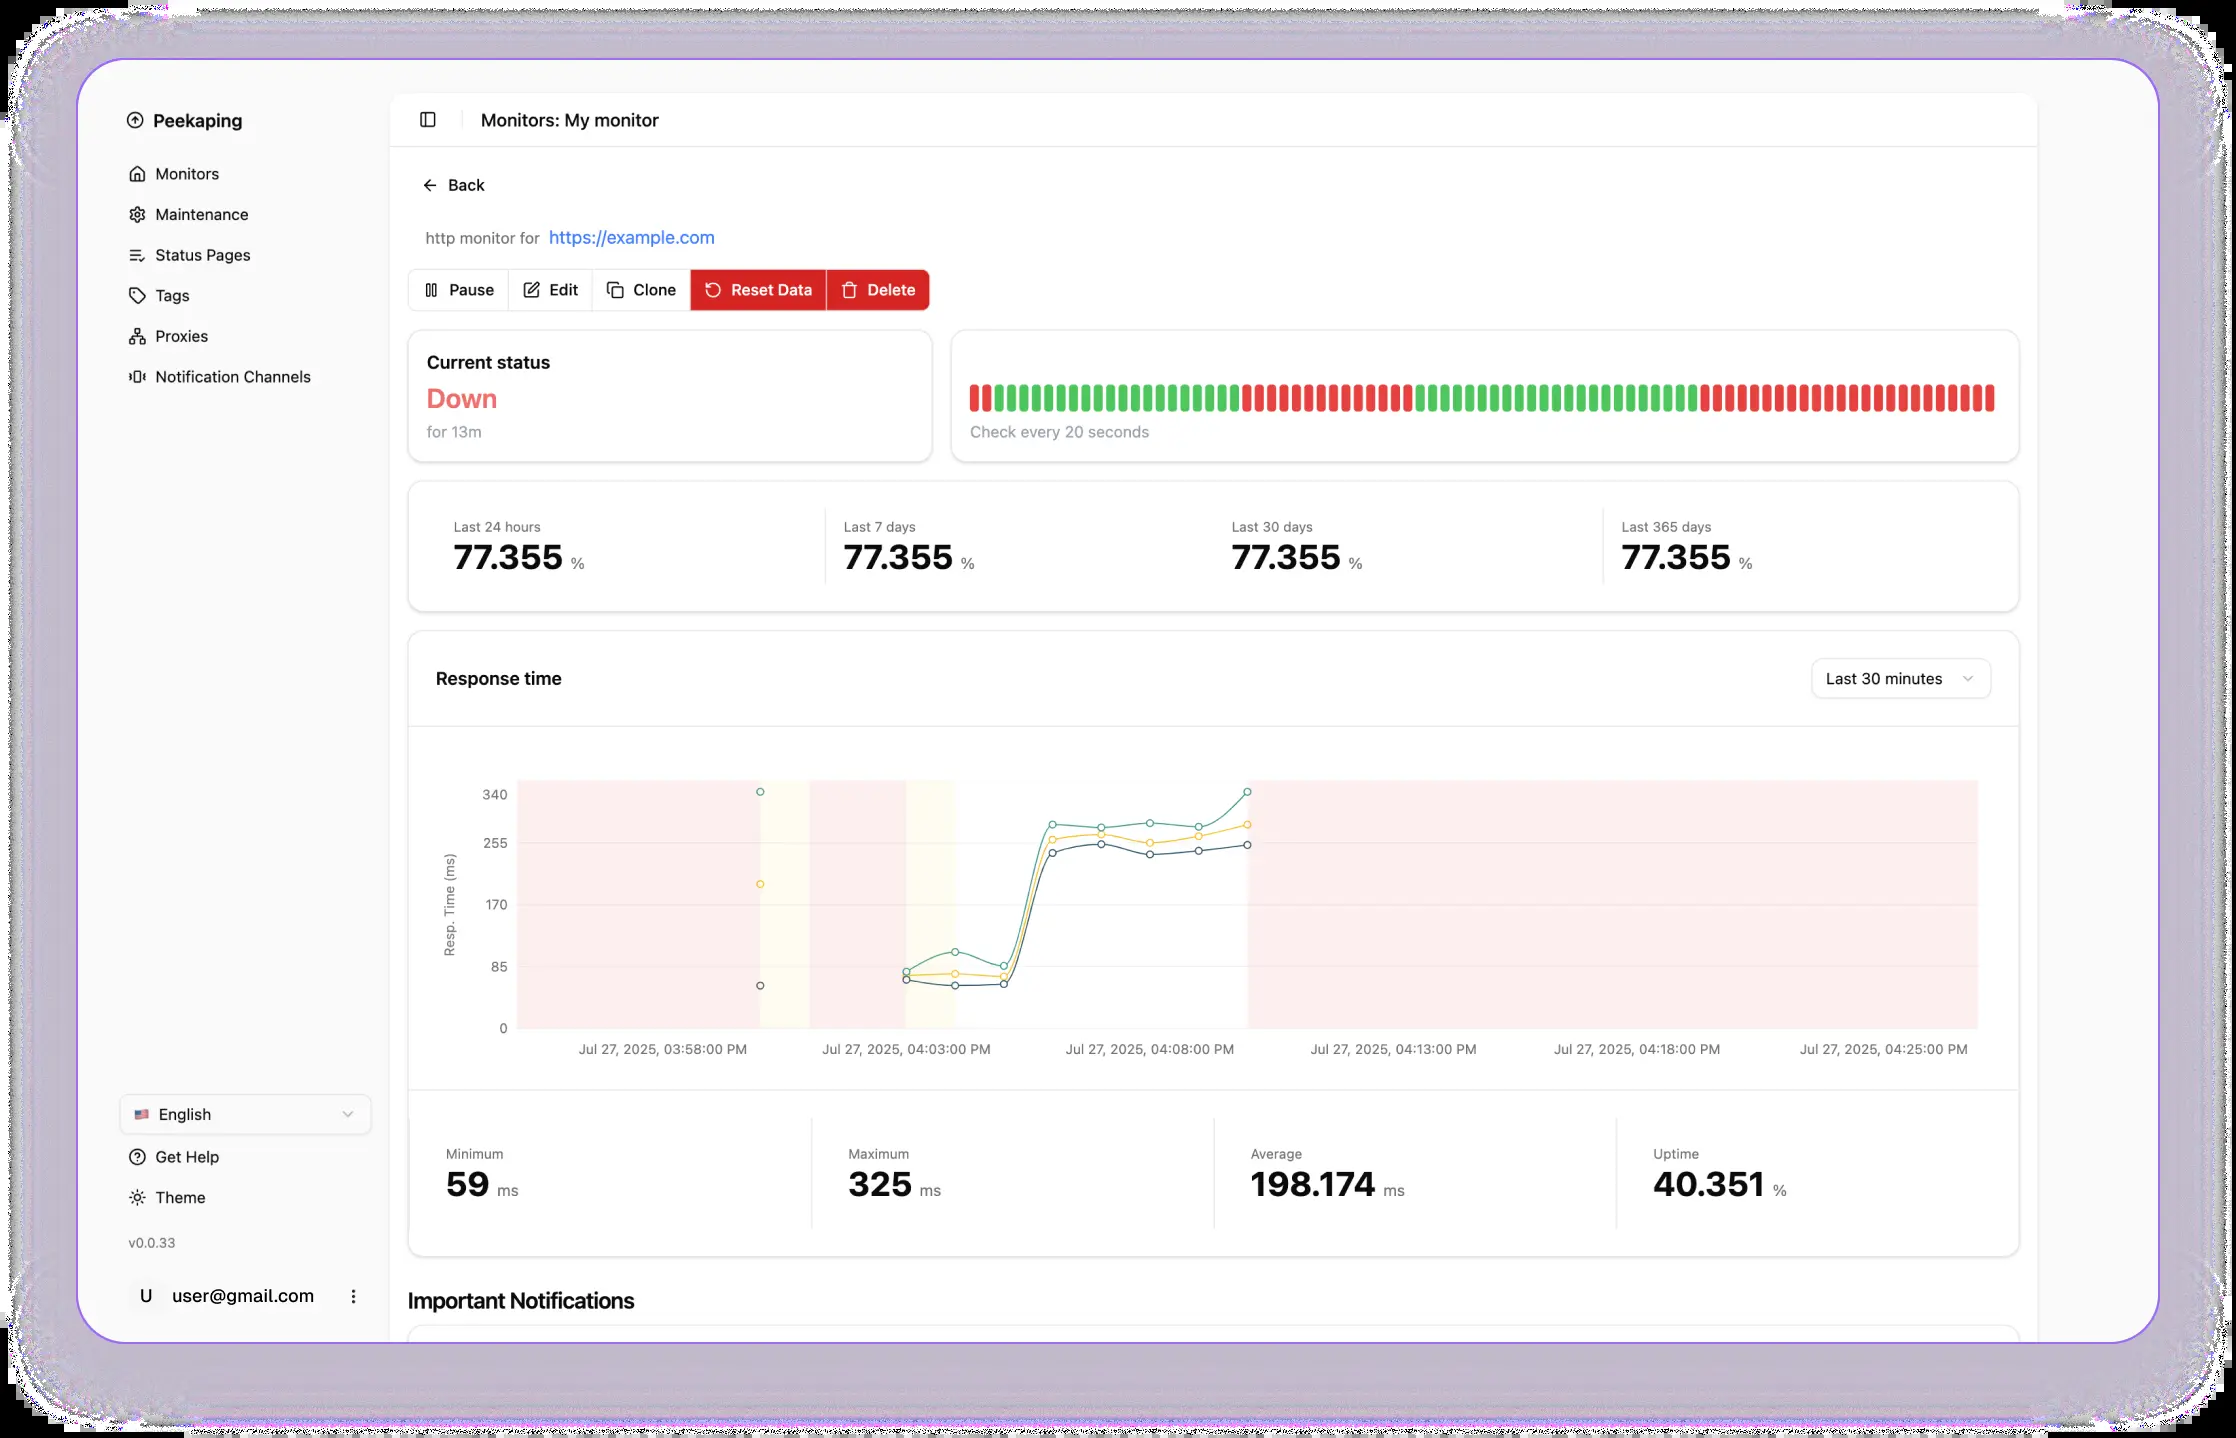 Peekaping
Monitors
Maintenance
Status Pages
Tags
Proxies
Notification Channels
English
Get Help
Theme
v0.0.33
U user@gmail.com
Monitors: My monitor
Back
http monitor for https://example.com
Pause Edit Clone Reset Data Delete
Current status
Down
for 13m
Check every 20 seconds
Last 24 hours
77.355 %
Last 7 days
77.355 %
Last 30 days
77.355 %
Last 365 days
77.355 %
Response time
Last 30 minutes
Resp. Time (ms)
340
255
170
85
0
Jul 27, 2025, 03:58:00 PM
Jul 27, 2025, 04:03:00 PM
Jul 27, 2025, 04:08:00 PM
Jul 27, 2025, 04:13:00 PM
Jul 27, 2025, 04:18:00 PM
Jul 27, 2025, 04:25:00 PM
Minimum
59 ms
Maximum
325 ms
Average
198.174 ms
Uptime
40.351 %
Important Notifications